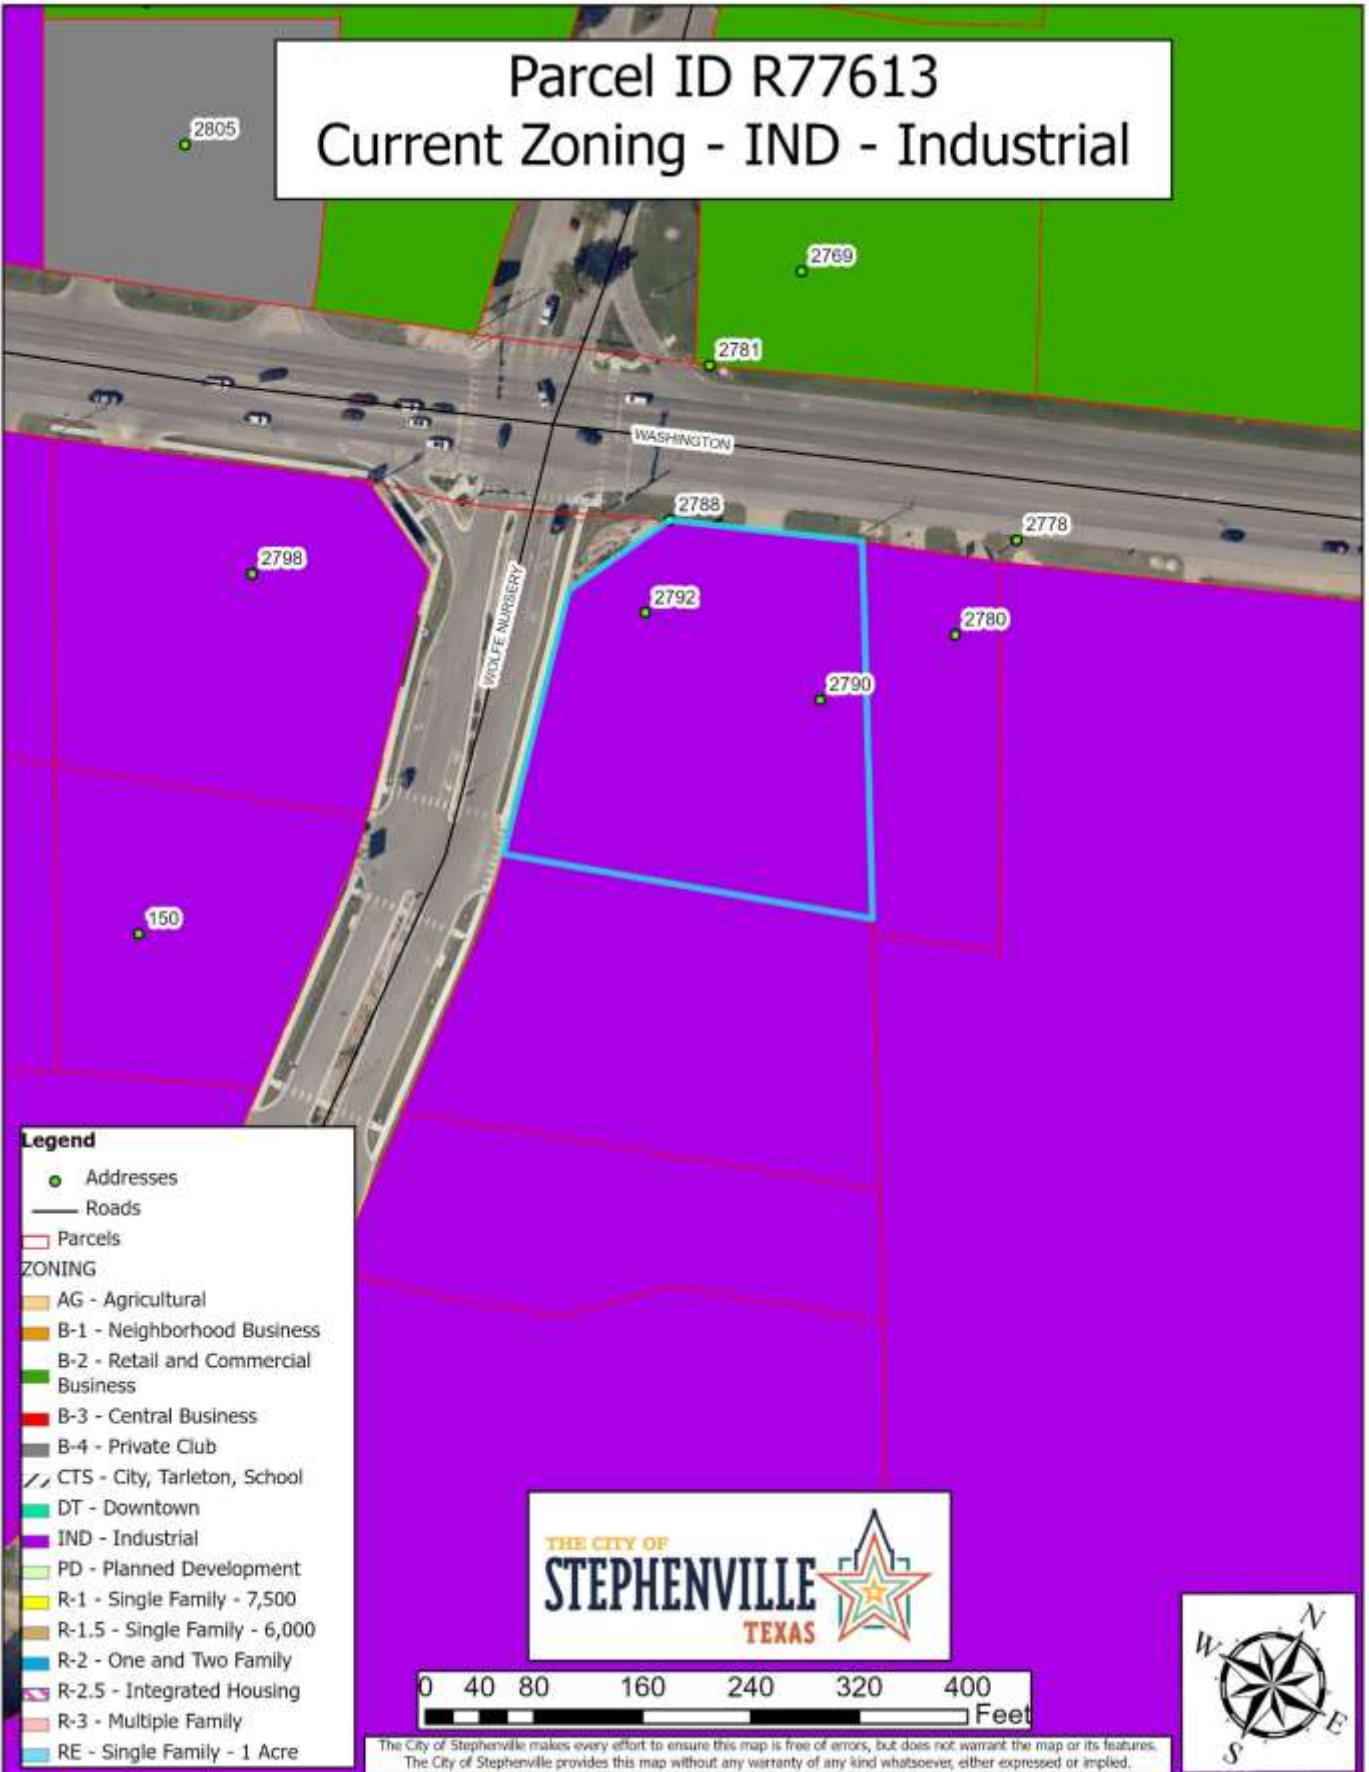 Parcel ID R77613
Current Zoning - IND - Industrial
2805
2769
2781
WASHINGTON
2788
2778
2798
2792
2780
WOLFE NURSERY
2790
150
Legend
Addresses
Roads
Parcels
ZONING
AG - Agricultural
B-1 - Neighborhood Business
B-2 - Retail and Commercial
Business
B-3 - Central Business
B-4 - Private Club
CTS - City, Tarleton, School
DT - Downtown
IND - Industrial
PD - Planned Development
R-1 - Single Family - 7,500
R-1.5 - Single Family - 6,000
R-2 - One and Two Family
R-2.5 - Integrated Housing
R-3 - Multiple Family
RE - Single Family - 1 Acre
THE CITY OF
STEPHENVILLE
TEXAS
0 40 80 160 240 320 400
Feet
N
W
E
S
The City of Stephenville makes every effort to ensure this map is free of errors, but does not warrant the map or its features.
The City of Stephenville provides this map without any warranty of any kind whatsoever, either expressed or implied.